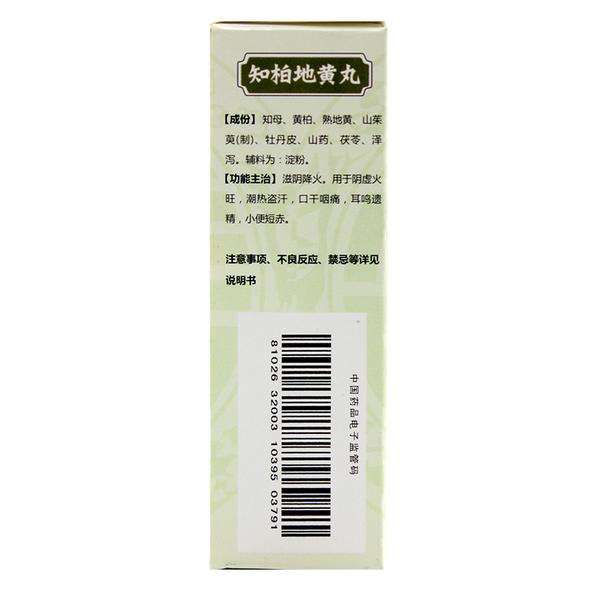 知柏地黄丸
【成份】知母、黄柏、熟地黄、山茱
萸(制)、牡丹皮、山药、茯苓、泽
泻。辅料为：淀粉。
【功能主治】滋阴降火。用于阴虚火
旺，潮热盗汗，口干咽痛，耳鸣遗
精，小便短赤。
注意事项、不良反应、禁忌等详见
说明书
中国药品电子监管码
81026 32003 10395 03791